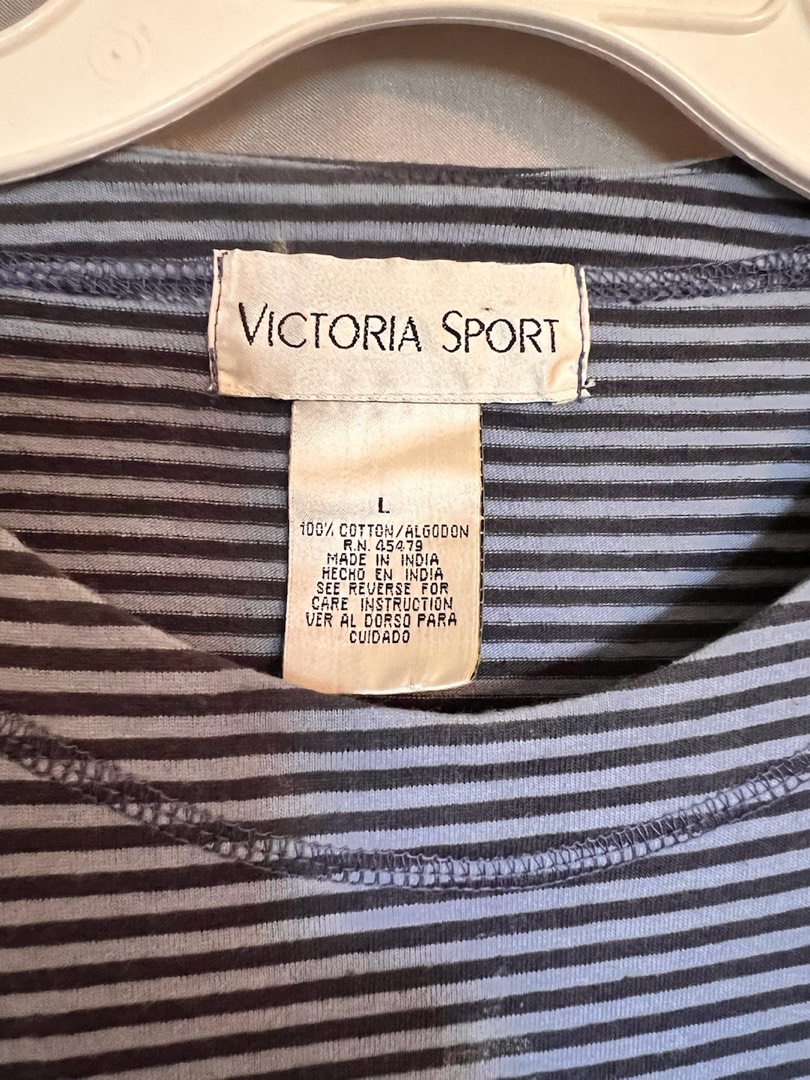 VICTORIA SPORT
L
100% COTTON/ALGODON
R.N. 45479
MADE IN INDIA
HECHO EN INDIA
SEE REVERSE FOR
CARE INSTRUCTION
VER AL DORSO PARA
CUIDADO